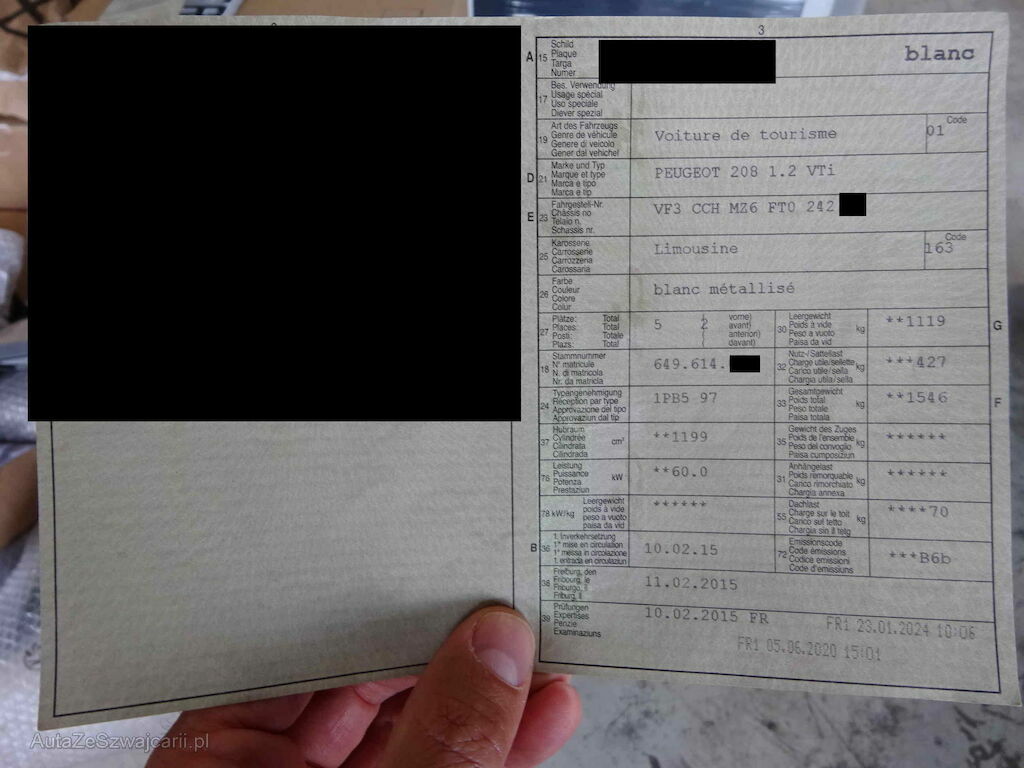 3
A 15 Schild
Plaque
Targa
Numer
blanc
17 Bes. Verwendung
Usage spécial
Uso speciale
Diever spezial
19 Art des Fahrzeugs
Genre de véhicule
Genere di veicolo
Gener dal vehichel
Voiture de tourisme
Code
01
D 21 Marke und Typ
Marque et type
Marca e tipo
Marca e tip
PEUGEOT 208 1.2 VTi
E 23 Fahrgestell-Nr.
Châssis no
Telaio n.
Schassis nr.
VF3 CCH MZ6 FT0 242
25 Karosserie
Carrosserie
Carrozzeria
Carossaria
Limousine
Code
163
26 Farbe
Couleur
Colore
Colur
blanc métallisé
27 Plätze: Total
Places: Total
Posti: Totale
Plazs: Total
5 ( 2 vorne)
avant)
anterior)
davant)
30 Leergewicht
Poids à vide
Peso a vuoto
Paisa da vid
kg
**1119
G
18 Stammnummer
N° matricule
N. di matricola
Nr. da matricla
649.614.
32 Nutz-/Sattellast
Charge utile/sellette
Carico utile/sella
Chargia utila/sella
kg
***427
24 Typengenehmigung
Réception par type
Approvazione del tipo
Approvaziun dal tip
1PB5 97
33 Gesamtgewicht
Poids total
Peso totale
Paisa totala
kg
**1546
F
37 Hubraum
Cylindrée
Cilindrata
Cilindrada
cm³
**1199
35 Gewicht des Zuges
Poids de l'ensemble
Peso del convoglio
Paisa cumposiziun
kg
******
76 Leistung
Puissance
Potenza
Prestaziun
kW
**60.0
31 Anhängelast
Poids remorquable
Carico rimorchiato
Chargia annexa
kg
******
78 kW/kg Leergewicht
poids à vide
peso a vuoto
paisa da vid
******
55 Dachlast
Charge sur le toit
Carico sul tetto
Chargia sin il tetg
kg
****70
B 36 1. Inverkehrsetzung
1re mise en circulation
1a messa in circolazione
1. entrada en circulaziun
10.02.15
72 Emissionscode
Code émissions
Codice emissioni
Code d'emissiuns
***B6b
38 Freiburg, den
Fribourg, le
Friburgo, il
Friburg, ils
11.02.2015
39 Prüfungen
Expertises
Perizie
Examinaziuns
10.02.2015 FR
FR1 23.01.2024 10:06
FR1 05.06.2020 15:01
AutaZeSzwajcarii.pl